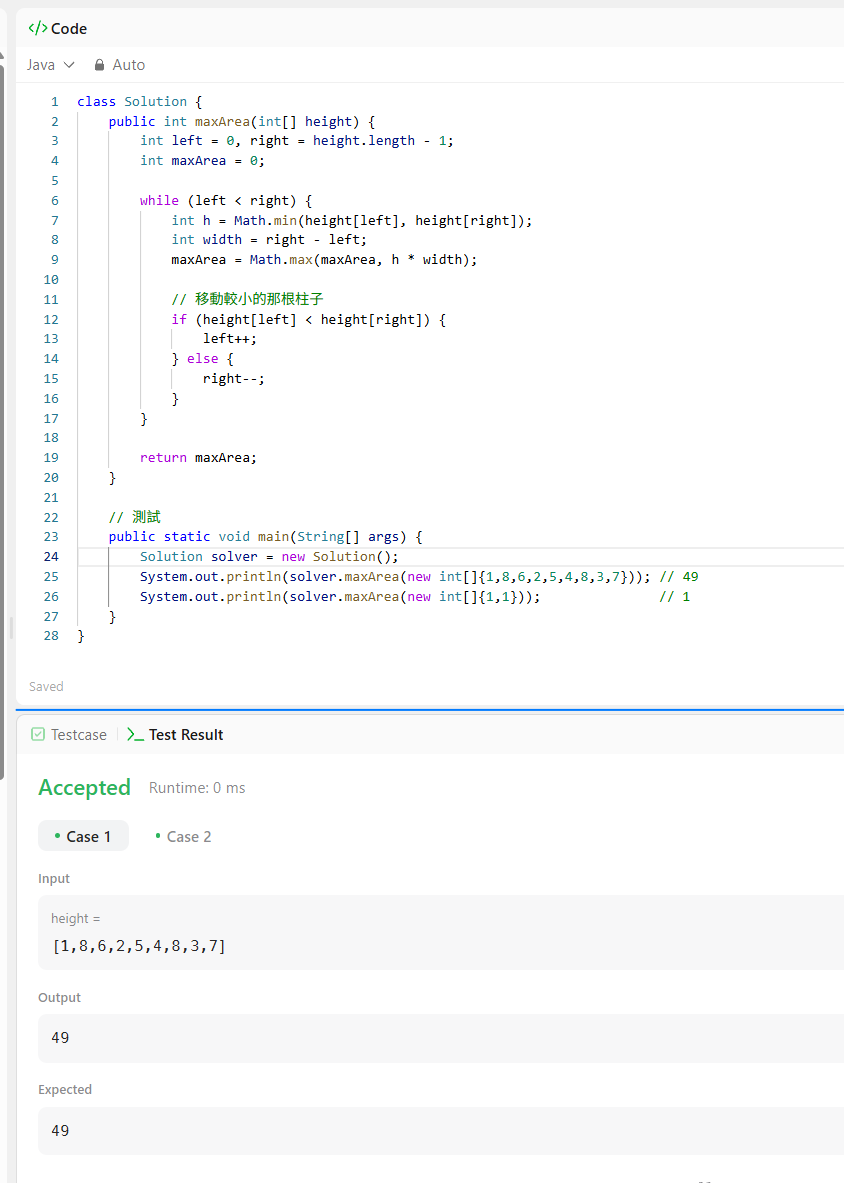 </> Code
Java Auto
1 class Solution {
2 public int maxArea(int[] height) {
3 int left = 0, right = height.length - 1;
4 int maxArea = 0;
5
6 while (left < right) {
7 int h = Math.min(height[left], height[right]);
8 int width = right - left;
9 maxArea = Math.max(maxArea, h * width);
10
11 // 移動較小的那根柱子
12 if (height[left] < height[right]) {
13 left++;
14 } else {
15 right--;
16 }
17 }
18
19 return maxArea;
20 }
21
22 // 測試
23 public static void main(String[] args) {
24 Solution solver = new Solution();
25 System.out.println(solver.maxArea(new int[]{1,8,6,2,5,4,8,3,7})); // 49
26 System.out.println(solver.maxArea(new int[]{1,1})); // 1
27 }
28 }
Saved
Testcase >_ Test Result
Accepted Runtime: 0 ms
• Case 1 • Case 2
Input
height =
[1,8,6,2,5,4,8,3,7]
Output
49
Expected
49